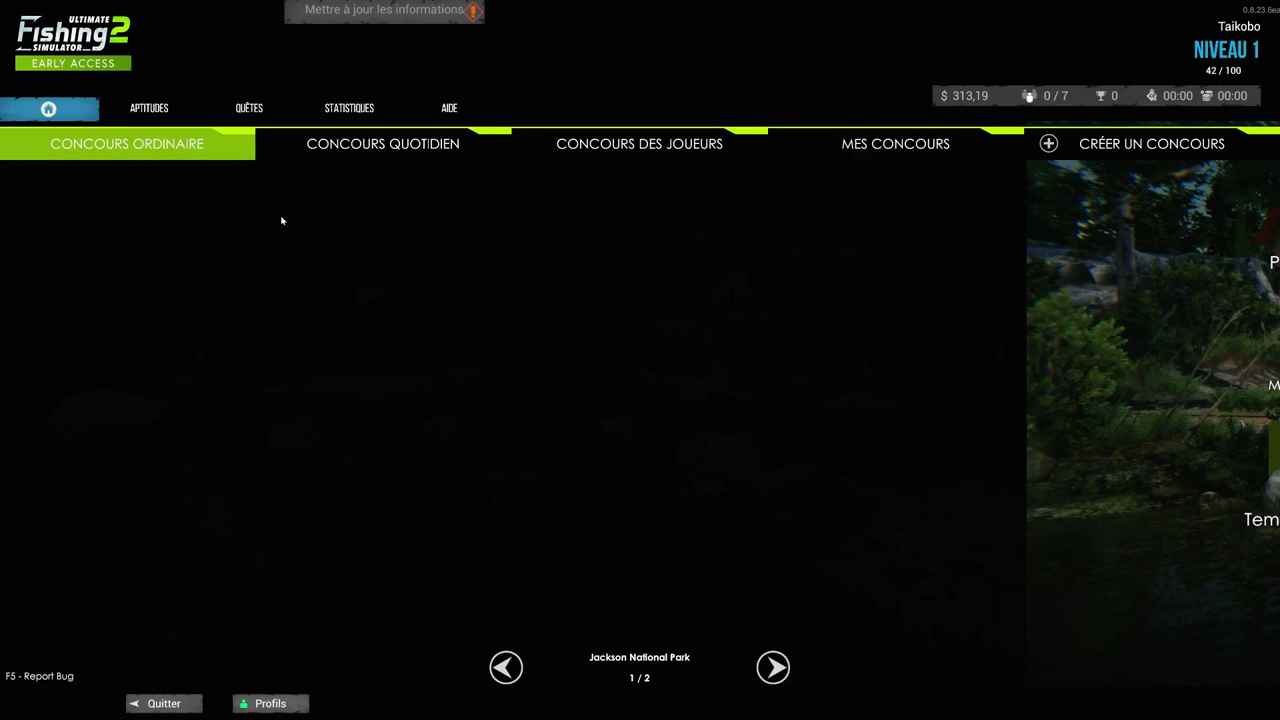 Mettre à jour les informations
0.8.23.6ea
ULTIMATE
Fishing 2
SIMULATOR
EARLY ACCESS
Taikobo
NIVEAU 1
42 / 100
$ 313,19 0 / 7 0 00:00 00:00
APTITUDES QUÊTES STATISTIQUES AIDE
CONCOURS ORDINAIRE CONCOURS QUOTIDIEN CONCOURS DES JOUEURS MES CONCOURS CRÉER UN CONCOURS
P
M
Tem
Jackson National Park
1 / 2
F5 - Report Bug
Quitter Profils